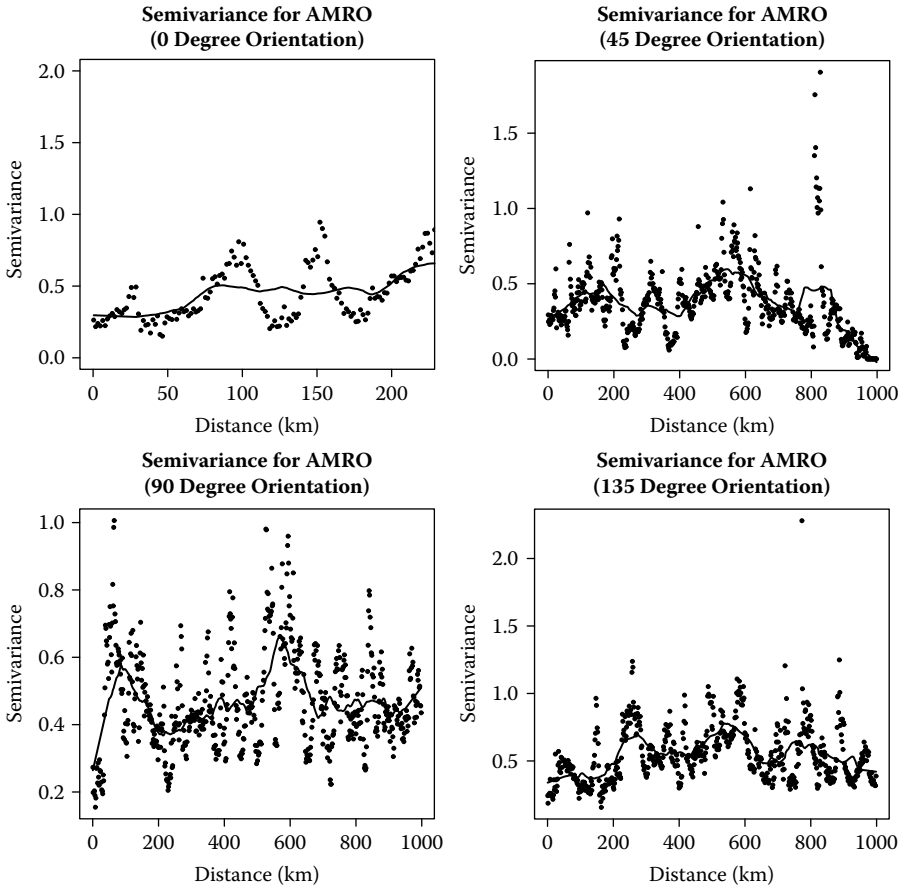 Semivariance for AMRO
(0 Degree Orientation)
2.0
1.5
1.0
0.5
0.0
Semivariance
0
50
100
150
200
Distance (km)
Semivariance for AMRO
(45 Degree Orientation)
1.5
1.0
0.5
0.0
Semivariance
0
200
400
600
800
1000
Distance (km)
Semivariance for AMRO
(90 Degree Orientation)
1.0
0.8
0.6
0.4
0.2
Semivariance
0
200
400
600
800
1000
Distance (km)
Semivariance for AMRO
(135 Degree Orientation)
2.0
1.5
1.0
0.5
Semivariance
0
200
400
600
800
1000
Distance (km)